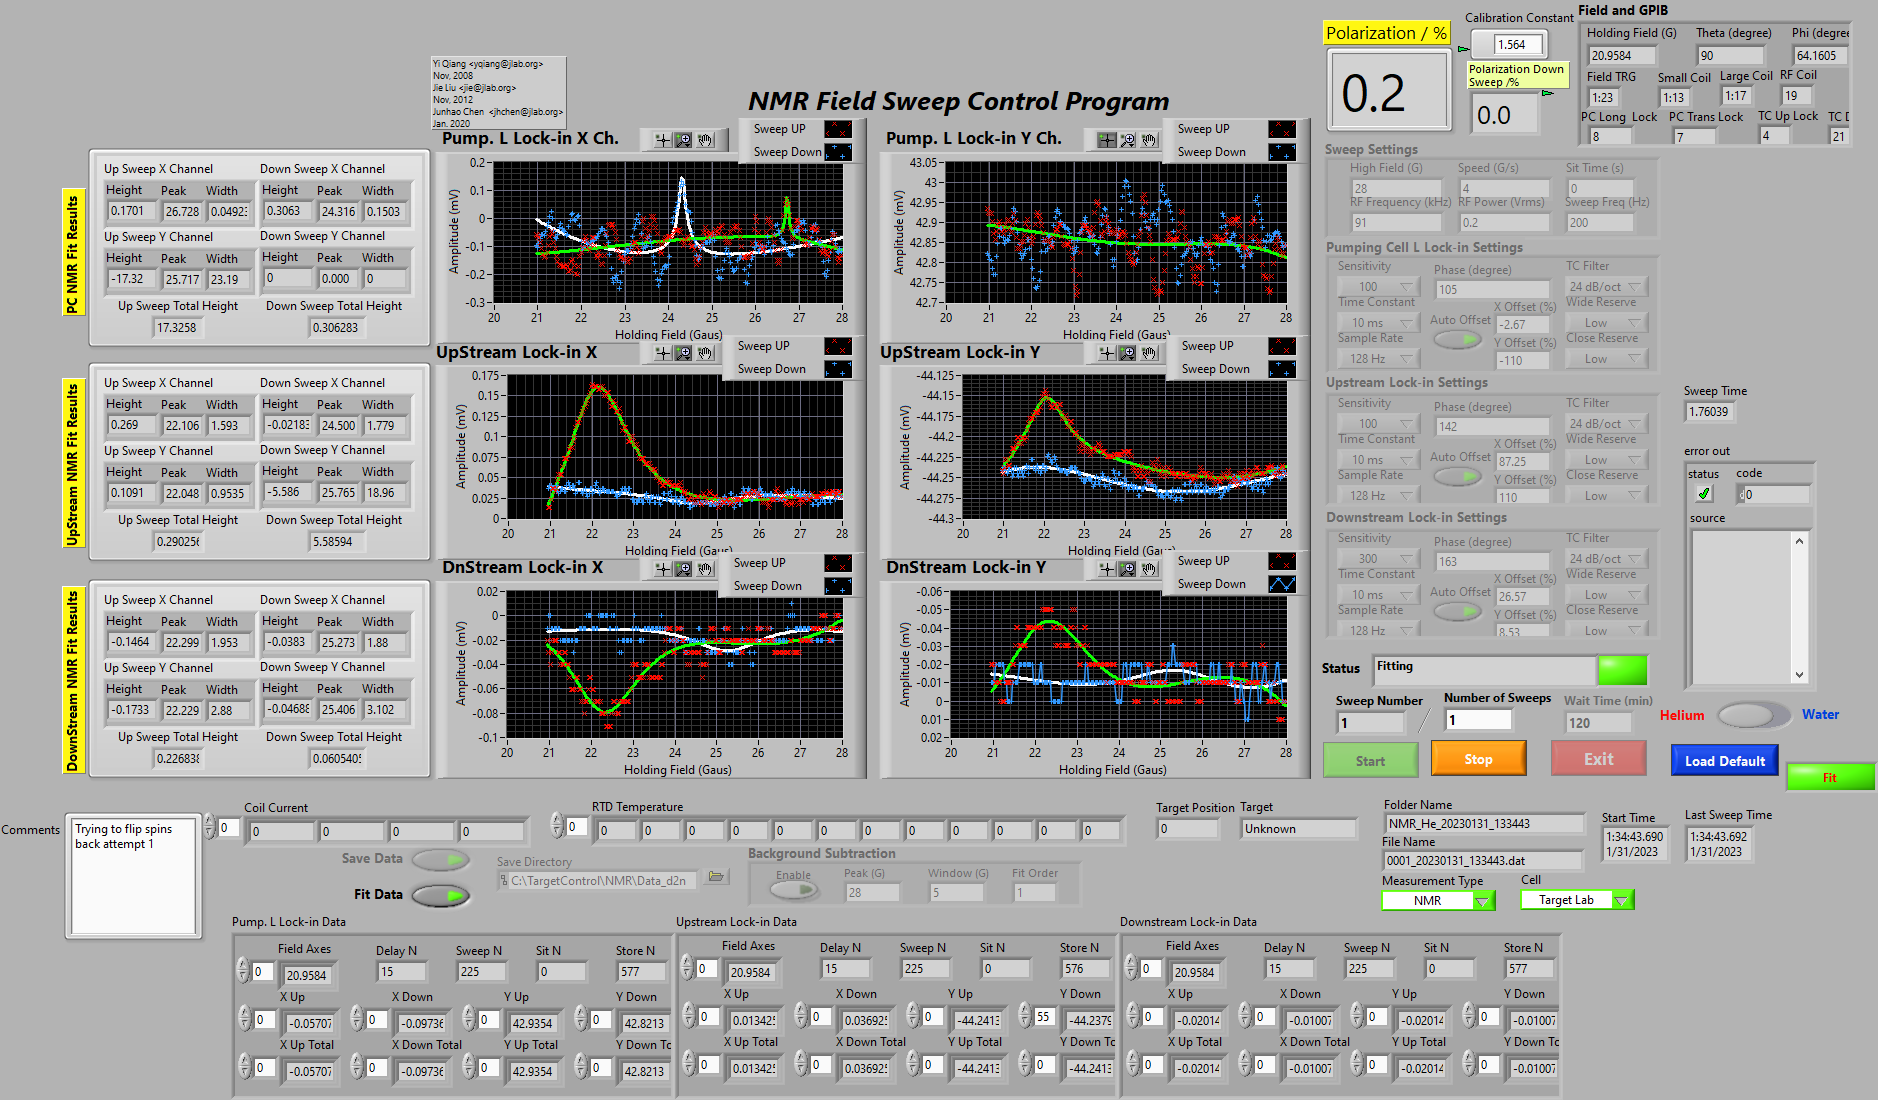 Yi Qiang <yqiang@jlab.org>
Nov, 2008
Jie Liu <jie@jlab.org>
Nov, 2012
Junhao Chen <jhchen@jlab.org>
Jan. 2020
NMR Field Sweep Control Program
Polarization / %
0.2
Calibration Constant
1.564
Polarization Down
Sweep /%
0.0
Field and GPIB
Holding Field (G) Theta (degree) Phi (degree
20.9584 90 64.1605
Field TRG Small Coil Large Coil RF Coil
1:23 1:13 1:17 19
PC Long Lock PC Trans Lock TC Up Lock TC D
8 7 4 21
PC NMR Fit Results
Up Sweep X Channel Down Sweep X Channel
Height Peak Width Height Peak Width
0.1701 26.728 0.04923 0.3063 24.316 0.1503
Up Sweep Y Channel Down Sweep Y Channel
Height Peak Width Height Peak Width
-17.32 25.717 23.19 0 0.000 0
Up Sweep Total Height Down Sweep Total Height
17.3258 0.306283
UpStream NMR Fit Results
Up Sweep X Channel Down Sweep X Channel
Height Peak Width Height Peak Width
0.269 22.106 1.593 -0.02183 24.500 1.779
Up Sweep Y Channel Down Sweep Y Channel
Height Peak Width Height Peak Width
0.1091 22.048 0.9535 -5.586 25.765 18.96
Up Sweep Total Height Down Sweep Total Height
0.290256 5.58594
DownStream NMR Fit Results
Up Sweep X Channel Down Sweep X Channel
Height Peak Width Height Peak Width
-0.1464 22.299 1.953 -0.0383 25.273 1.88
Up Sweep Y Channel Down Sweep Y Channel
Height Peak Width Height Peak Width
-0.1733 22.229 2.88 -0.04688 25.406 3.102
Up Sweep Total Height Down Sweep Total Height
0.226838 0.060540
Pump. L Lock-in X Ch.
Sweep UP
Sweep Down
Amplitude (mV)
0.2
0.1
0
-0.1
-0.2
-0.3
20 21 22 23 24 25 26 27 28
Holding Field (Gaus)
Pump. L Lock-in Y Ch.
Sweep UP
Sweep Down
Amplitude (mV)
43.05
43
42.95
42.9
42.85
42.8
42.75
42.7
20 21 22 23 24 25 26 27 28
Holding Field (Gaus)
UpStream Lock-in X
Sweep UP
Sweep Down
Amplitude (mV)
0.175
0.15
0.125
0.1
0.075
0.05
0.025
0
20 21 22 23 24 25 26 27 28
Holding Field (Gaus)
UpStream Lock-in Y
Sweep UP
Sweep Down
Amplitude (mV)
-44.125
-44.15
-44.175
-44.2
-44.225
-44.25
-44.275
-44.3
20 21 22 23 24 25 26 27 28
Holding Field (Gaus)
DnStream Lock-in X
Sweep UP
Sweep Down
Amplitude (mV)
0.02
0
-0.02
-0.04
-0.06
-0.08
-0.1
20 21 22 23 24 25 26 27 28
Holding Field (Gaus)
DnStream Lock-in Y
Sweep UP
Sweep Down
Amplitude (mV)
-0.06
-0.05
-0.04
-0.03
-0.02
-0.01
0
0.01
0.02
20 21 22 23 24 25 26 27 28
Holding Field (Gaus)
Sweep Settings
High Field (G) Speed (G/s) Sit Time (s)
28 4 0
RF Frequency (kHz) RF Power (Vrms) Sweep Freq (Hz)
91 0.2 200
Pumping Cell L Lock-in Settings
Sensitivity Phase (degree) TC Filter
100 105 24 dB/oct
Time Constant X Offset (%) Wide Reserve
10 ms Auto Offset -2.67 Low
Sample Rate Y Offset (%) Close Reserve
128 Hz -110 Low
Upstream Lock-in Settings
Sensitivity Phase (degree) TC Filter
100 142 24 dB/oct
Time Constant X Offset (%) Wide Reserve
10 ms Auto Offset 87.25 Low
Sample Rate Y Offset (%) Close Reserve
128 Hz 110 Low
Downstream Lock-in Settings
Sensitivity Phase (degree) TC Filter
300 163 24 dB/oct
Time Constant X Offset (%) Wide Reserve
10 ms Auto Offset 26.57 Low
Sample Rate Y Offset (%) Close Reserve
128 Hz 8.53 Low
Sweep Time
1.76039
error out
status code
0
source
Status Fitting
Sweep Number Number of Sweeps Wait Time (min)
1 / 1 120
Helium Water
Start Stop Exit Load Default Fit
Comments
Trying to flip spins
back attempt 1
Coil Current
0 0 0 0 0
RTD Temperature
0 0 0 0 0 0 0 0 0 0 0 0 0
Target Position Target
0 Unknown
Folder Name
NMR_He_20230131_133443
File Name
0001_20230131_133443.dat
Start Time Last Sweep Time
1:34:43.690 1:34:43.692
1/31/2023 1/31/2023
Measurement Type Cell
NMR Target Lab
Save Data
Fit Data
Save Directory
C:\TargetControl\NMR\Data_d2n
Background Subtraction
Enable Peak (G) Window (G) Fit Order
28 5 1
Pump. L Lock-in Data
Field Axes Delay N Sweep N Sit N Store N
0 20.9584 15 225 0 577
X Up X Down Y Up Y Down
0 -0.05707 0 -0.09736 0 42.9354 0 42.8213
X Up Total X Down Total Y Up Total Y Down To
0 -0.05707 0 -0.09736 0 42.9354 0 42.8213
Upstream Lock-in Data
Field Axes Delay N Sweep N Sit N Store N
0 20.9584 15 225 0 576
X Up X Down Y Up Y Down
0 0.01342 0 0.03692 0 -44.2413 55 -44.2379
X Up Total X Down Total Y Up Total Y Down To
0 0.01342 0 0.03692 0 -44.2413 0 -44.2413
Downstream Lock-in Data
Field Axes Delay N Sweep N Sit N Store N
0 20.9584 15 225 0 577
X Up X Down Y Up Y Down
0 -0.02014 0 -0.01007 0 -0.02014 0 -0.01007
X Up Total X Down Total Y Up Total Y Down To
0 -0.02014 0 -0.01007 0 -0.02014 0 -0.01007